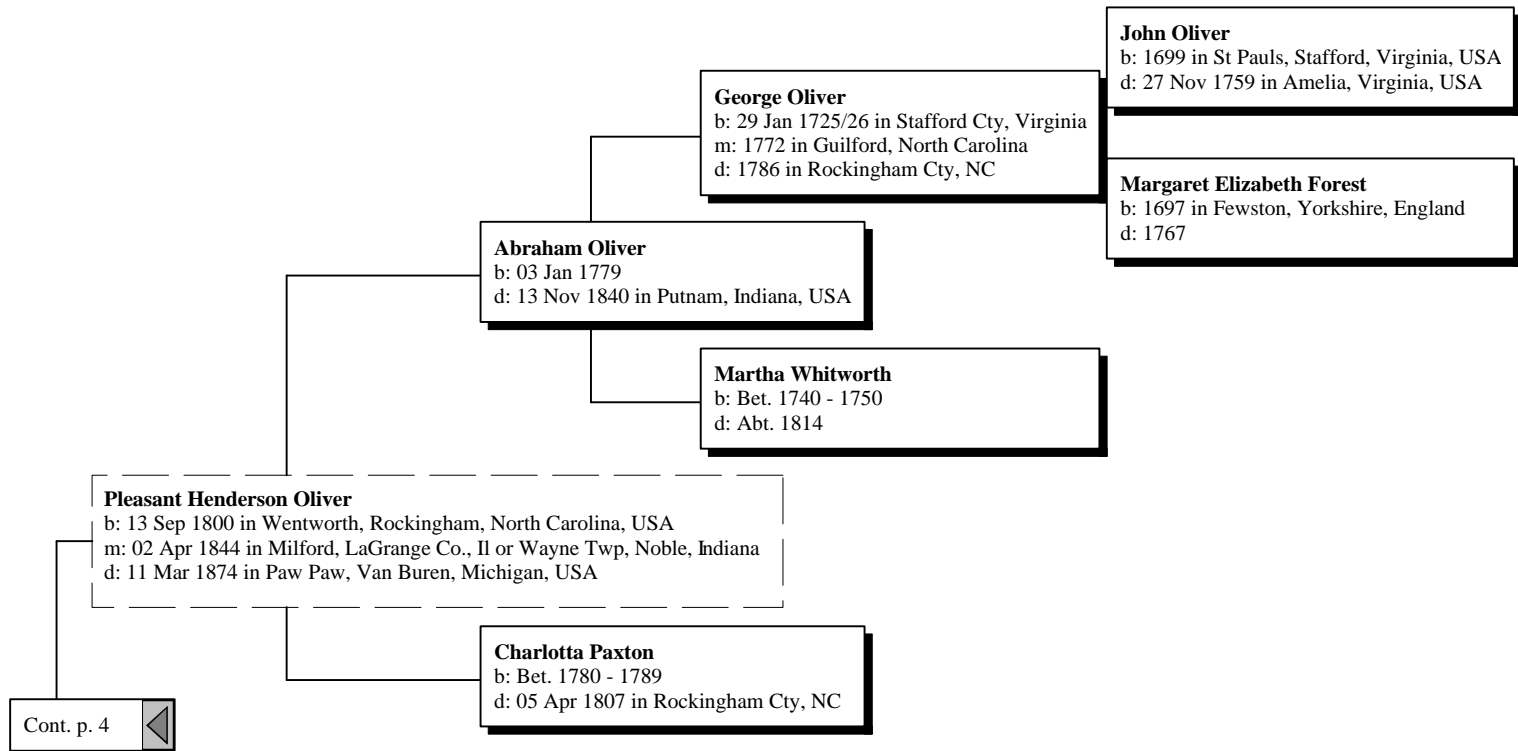 John Oliver
b: 1699 in St Pauls, Stafford, Virginia, USA
d: 27 Nov 1759 in Amelia, Virginia, USA
George Oliver
b: 29 Jan 1725/26 in Stafford Cty, Virginia
m: 1772 in Guilford, North Carolina
d: 1786 in Rockingham Cty, NC
Margaret Elizabeth Forest
b: 1697 in Fewston, Yorkshire, England
d: 1767
Abraham Oliver
b: 03 Jan 1779
d: 13 Nov 1840 in Putnam, Indiana, USA
Martha Whitworth
b: Bet. 1740 - 1750
d: Abt. 1814
Pleasant Henderson Oliver
b: 13 Sep 1800 in Wentworth, Rockingham, North Carolina, USA
m: 02 Apr 1844 in Milford, LaGrange Co., Il or Wayne Twp, Noble, Indiana
d: 11 Mar 1874 in Paw Paw, Van Buren, Michigan, USA
Charlotta Paxton
b: Bet. 1780 - 1789
d: 05 Apr 1807 in Rockingham Cty, NC
Cont. p. 4